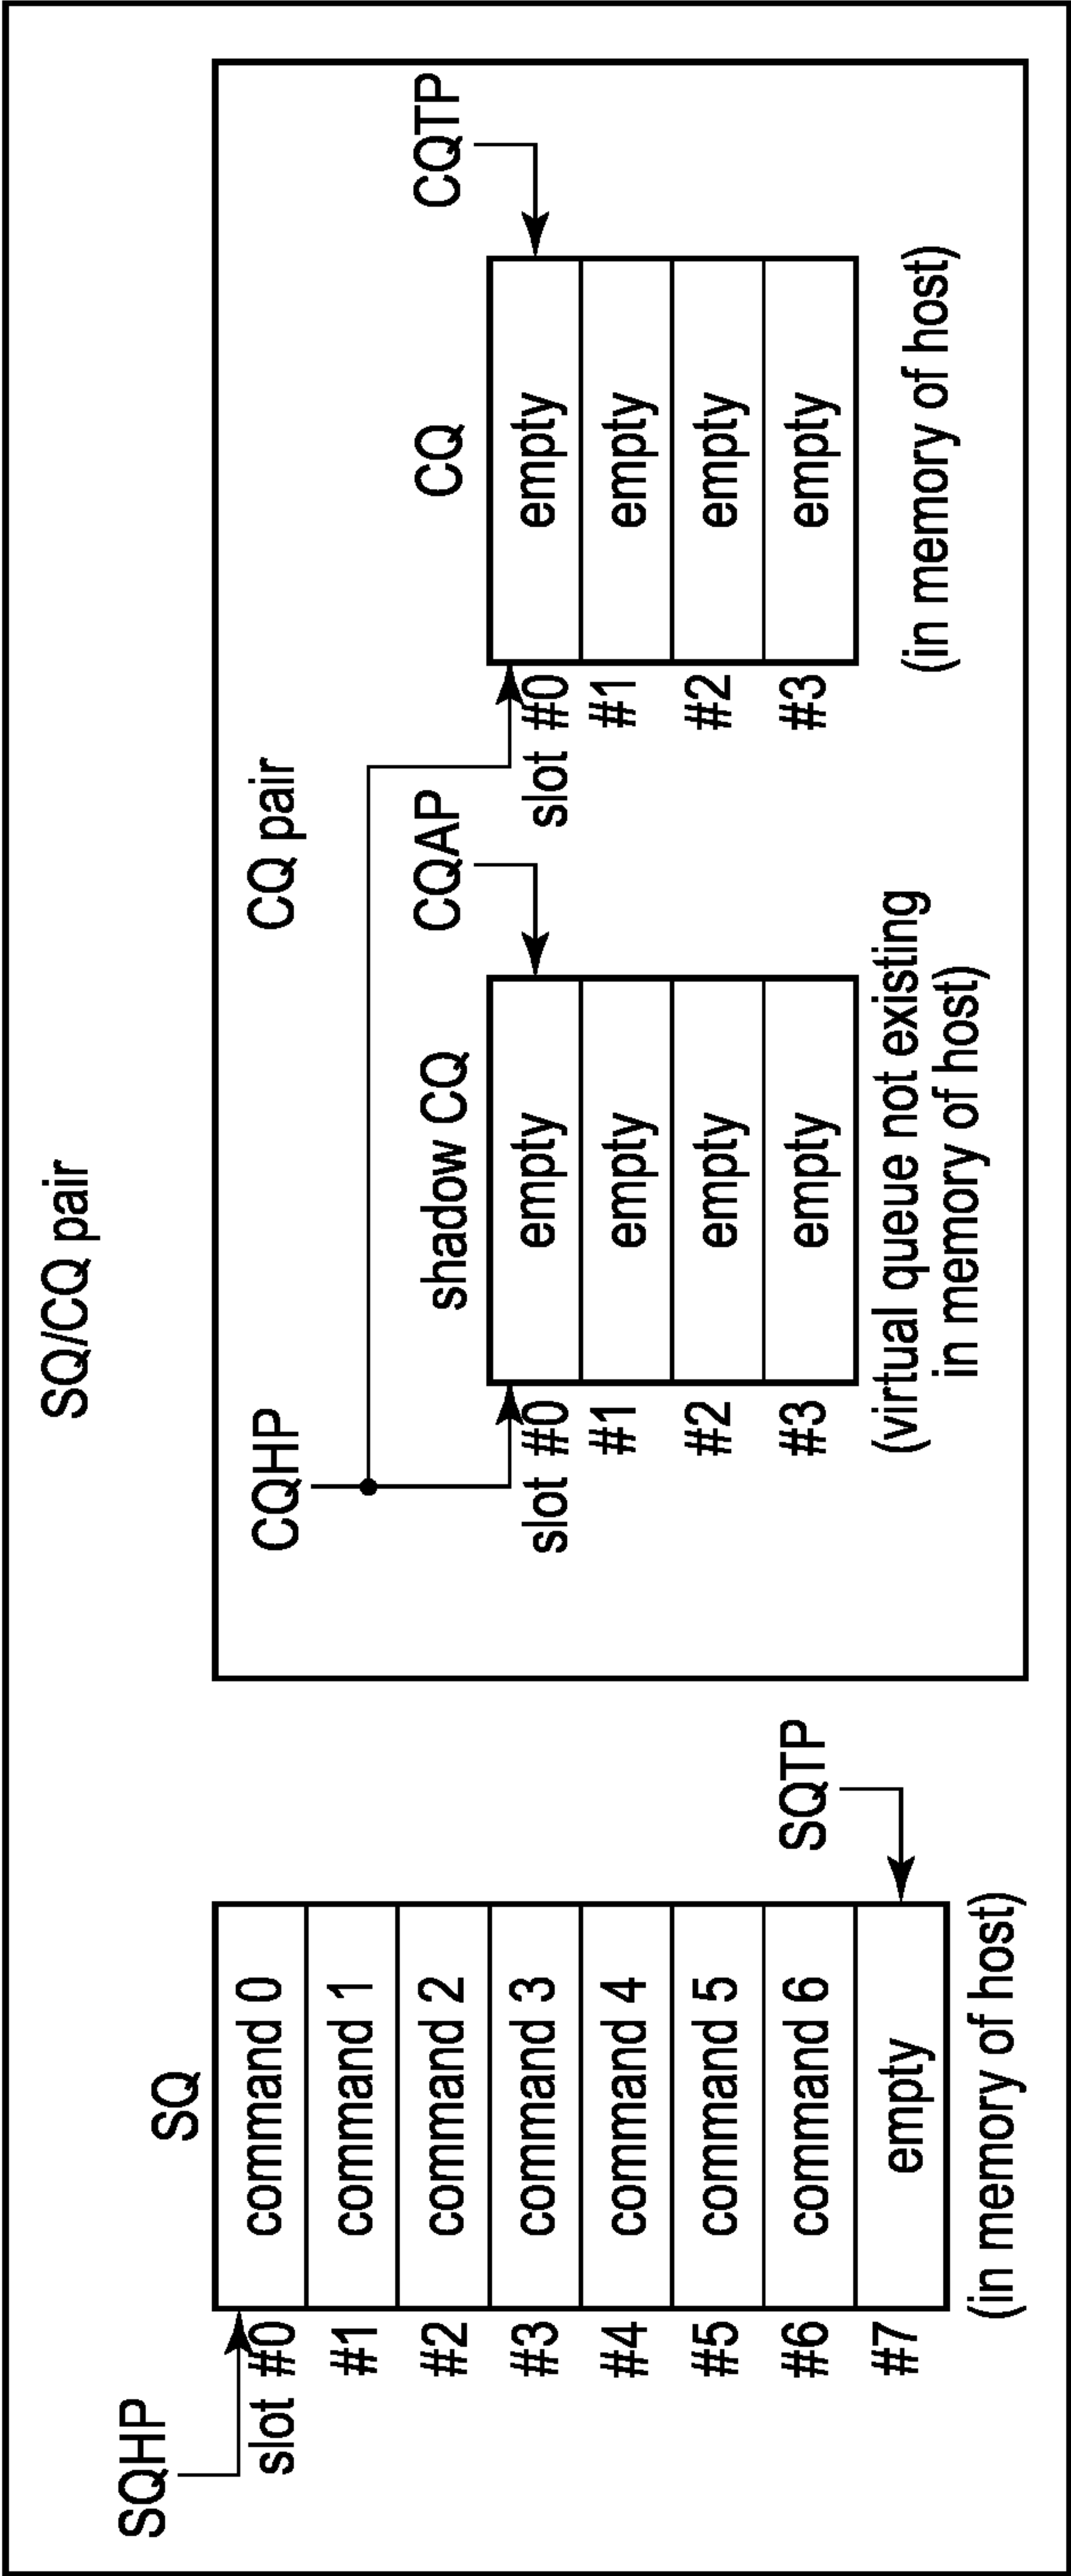 SQ/CQ pair
SQHP
SQ
slot #0
#1
#2
#3
#4
#5
#6
#7
command 0
command 1
command 2
command 3
command 4
command 5
command 6
empty
SQTP
(in memory of host)
CQ pair
CQHP
shadow CQ
CQAP
slot #0
#1
#2
#3
empty
empty
empty
empty
(virtual queue not existing
in memory of host)
CQ
CQTP
slot #0
#1
#2
#3
empty
empty
empty
empty
(in memory of host)